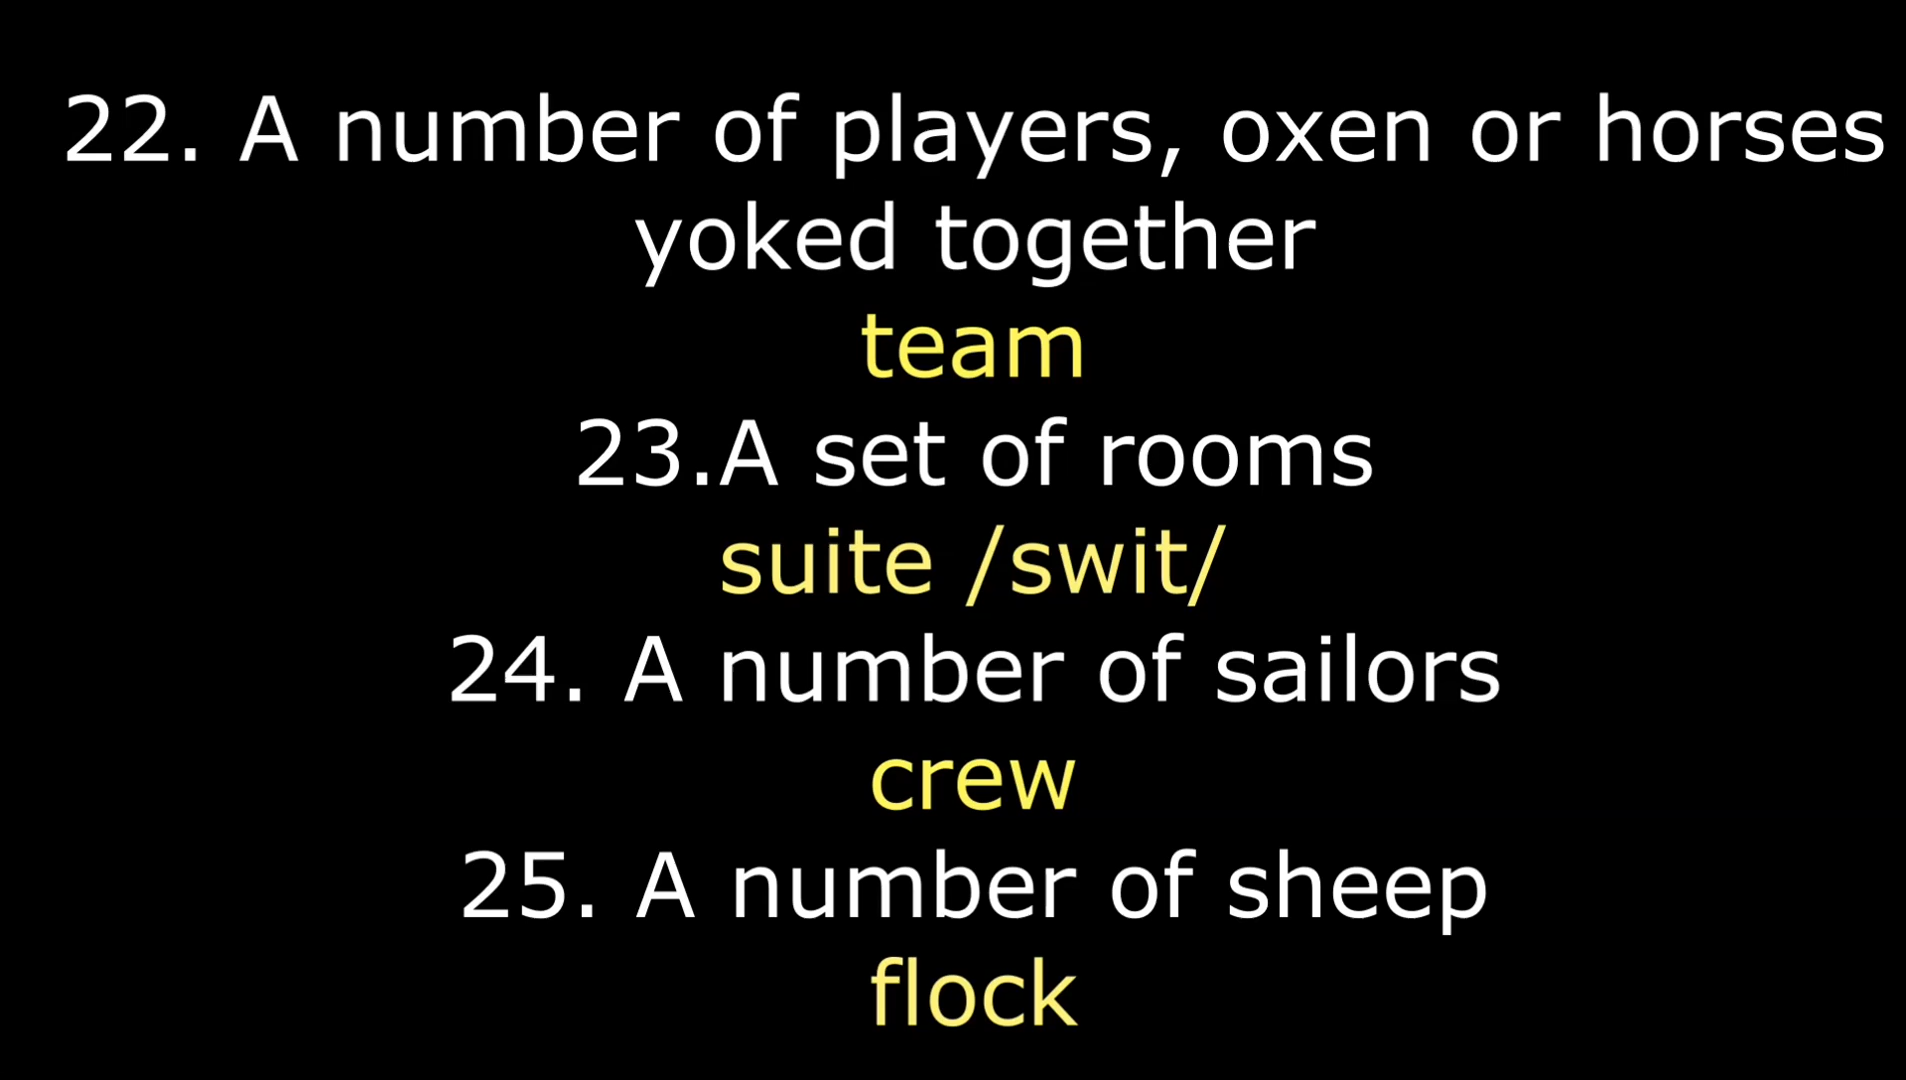 22. A number of players, oxen or horses
yoked together
team
23.A set of rooms
suite /swit/
24. A number of sailors
crew
25. A number of sheep
flock